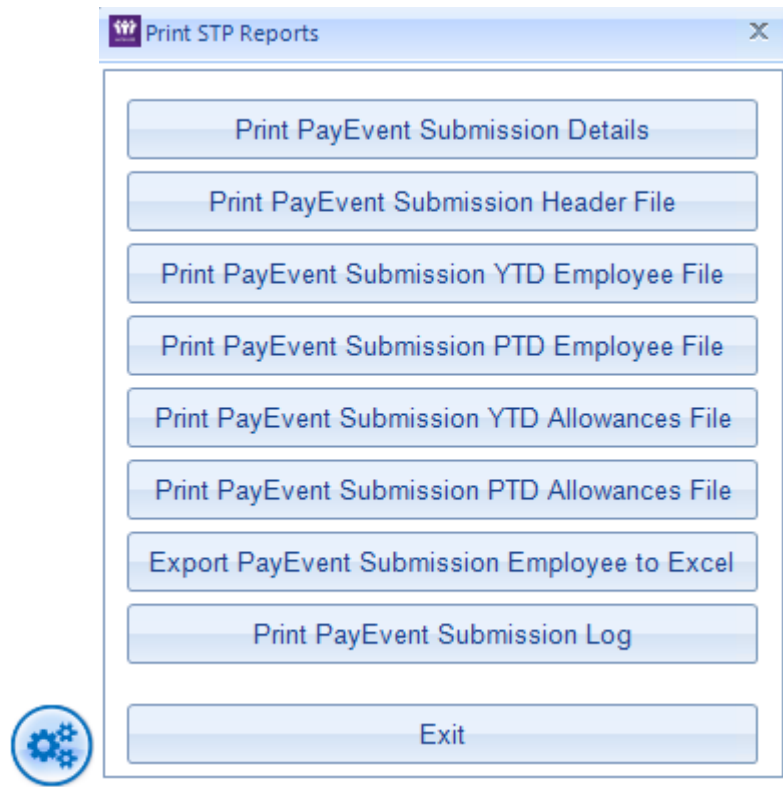 Print STP Reports
Print PayEvent Submission Details
Print PayEvent Submission Header File
Print PayEvent Submission YTD Employee File
Print PayEvent Submission PTD Employee File
Print PayEvent Submission YTD Allowances File
Print PayEvent Submission PTD Allowances File
Export PayEvent Submission Employee to Excel
Print PayEvent Submission Log
Exit